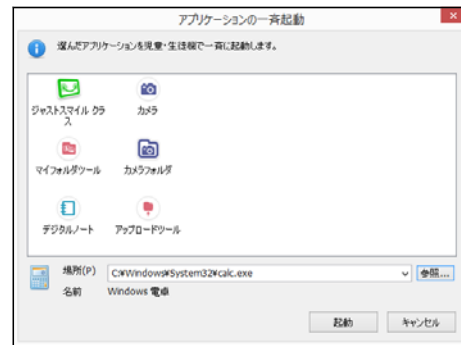 アプリケーションの一斉起動
選んだアプリケーションを児童・生徒機で一斉に起動します。
ジャストスマイル クラ
ス
カメラ
マイフォルダツール
カメラフォルダ
デジタルノート
アップロードツール
場所(P)
C:¥Windows¥System32¥calc.exe
参照...
名前
Windows 電卓
起動
キャンセル